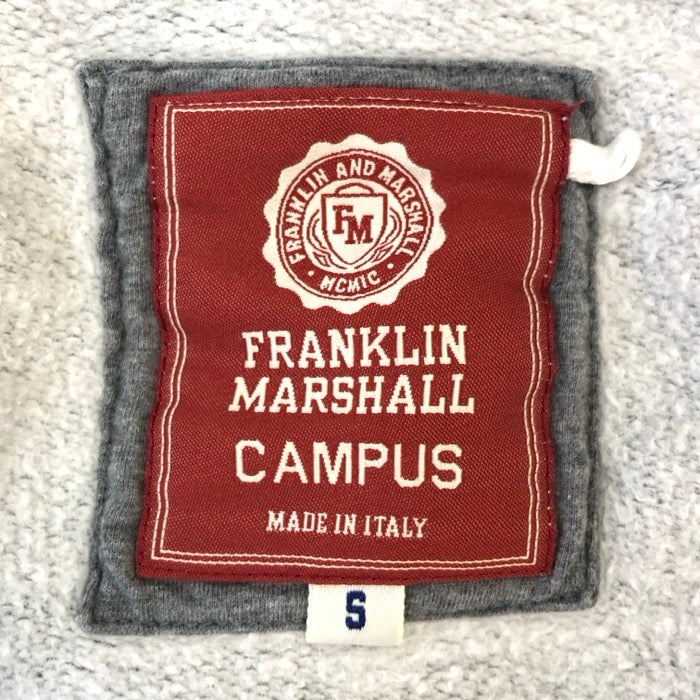 FRANKLIN AND MARSHALL
FM
• MCMIC •
FRANKLIN
MARSHALL
CAMPUS
MADE IN ITALY
S